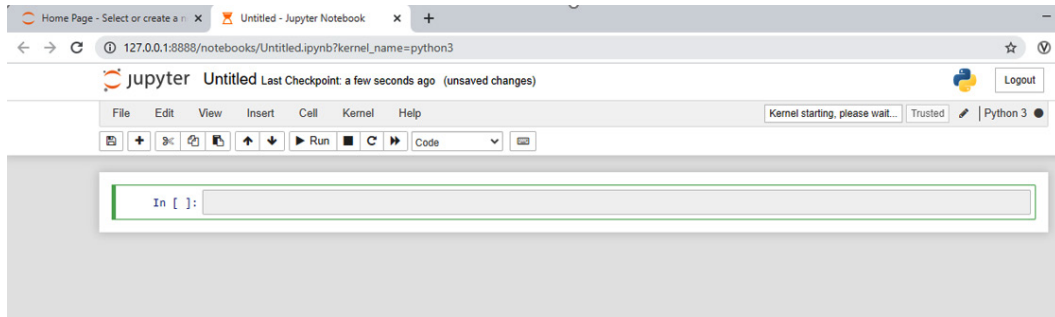 Home Page - Select or create a n
Untitled - Jupyter Notebook
127.0.0.1:8888/notebooks/Untitled.ipynb?kernel_name=python3
jupyter Untitled Last Checkpoint: a few seconds ago (unsaved changes)
Logout
File Edit View Insert Cell Kernel Help
Kernel starting, please wait... Trusted Python 3
Run Code
In [ ]: